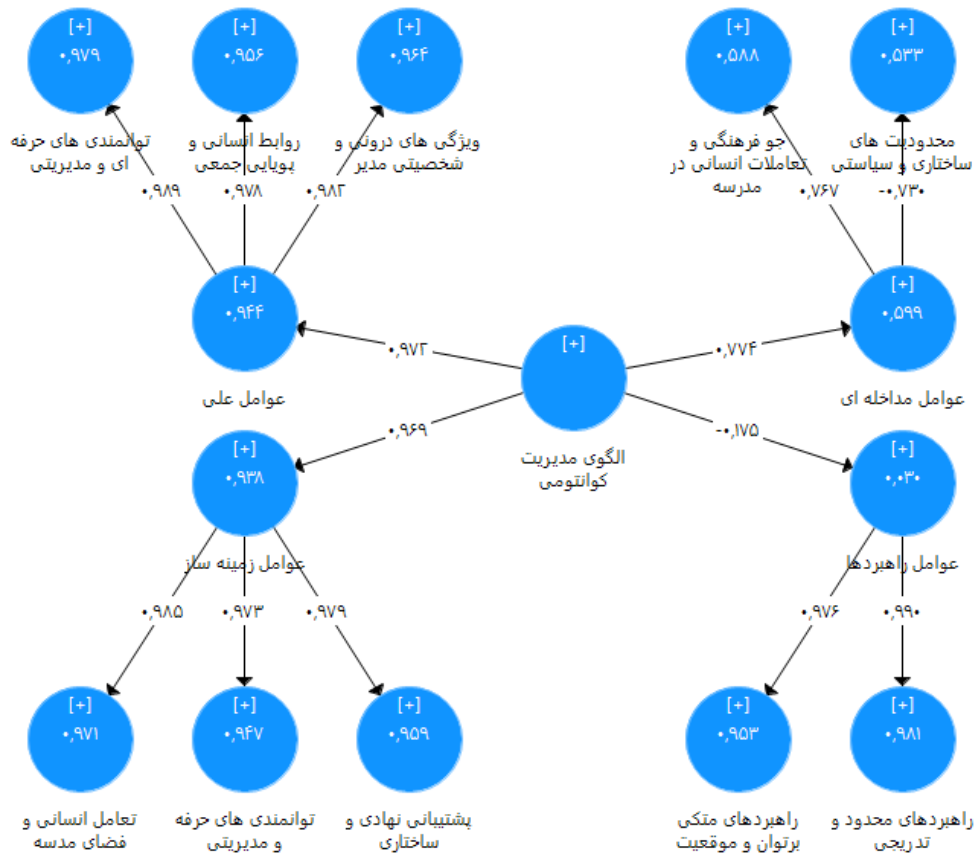 [+] [+] [+] [+] [+]
۰,۹۷۹ ۰,۹۵۶ ۰,۹۶۴ ۰,۵۸۸ ۰,۵۳۳
توانمندی های حرفه
ای و مدیریتی
روابط انسانی و
پویایی جمعی
ویژگی های درونی و
شخصیتی مدیر
جو فرهنگی و
تعاملات انسانی در
مدرسه
محدودیت های
ساختاری و سیاستی
۰,۹۸۹ ۰,۹۷۸ ۰,۹۸۲ ۰,۷۶۷ -۰,۷۳۰
[+]
۰,۹۴۴
عوامل علی
[+]
۰,۵۹۹
عوامل مداخله ای
۰,۹۷۲ ۰,۷۷۴
[+]
الگوی مدیریت
کوانتومی
۰,۹۶۹ -۰,۱۷۵
[+]
۰,۹۳۸
عوامل زمینه ساز
[+]
۰,۰۳۰
عوامل راهبردها
۰,۹۸۵ ۰,۹۷۳ ۰,۹۷۹ ۰,۹۷۶ ۰,۹۹۰
[+] [+] [+] [+] [+]
۰,۹۷۱ ۰,۹۴۷ ۰,۹۵۹ ۰,۹۵۳ ۰,۹۸۱
تعامل انسانی و
فضای مدسه
توانمندی های حرفه
و مدیریتی
پشتیبانی نهادی و
ساختاری
راهبردهای متکی
برتوان و موقعیت
راهبردهای محدود و
تدریجی